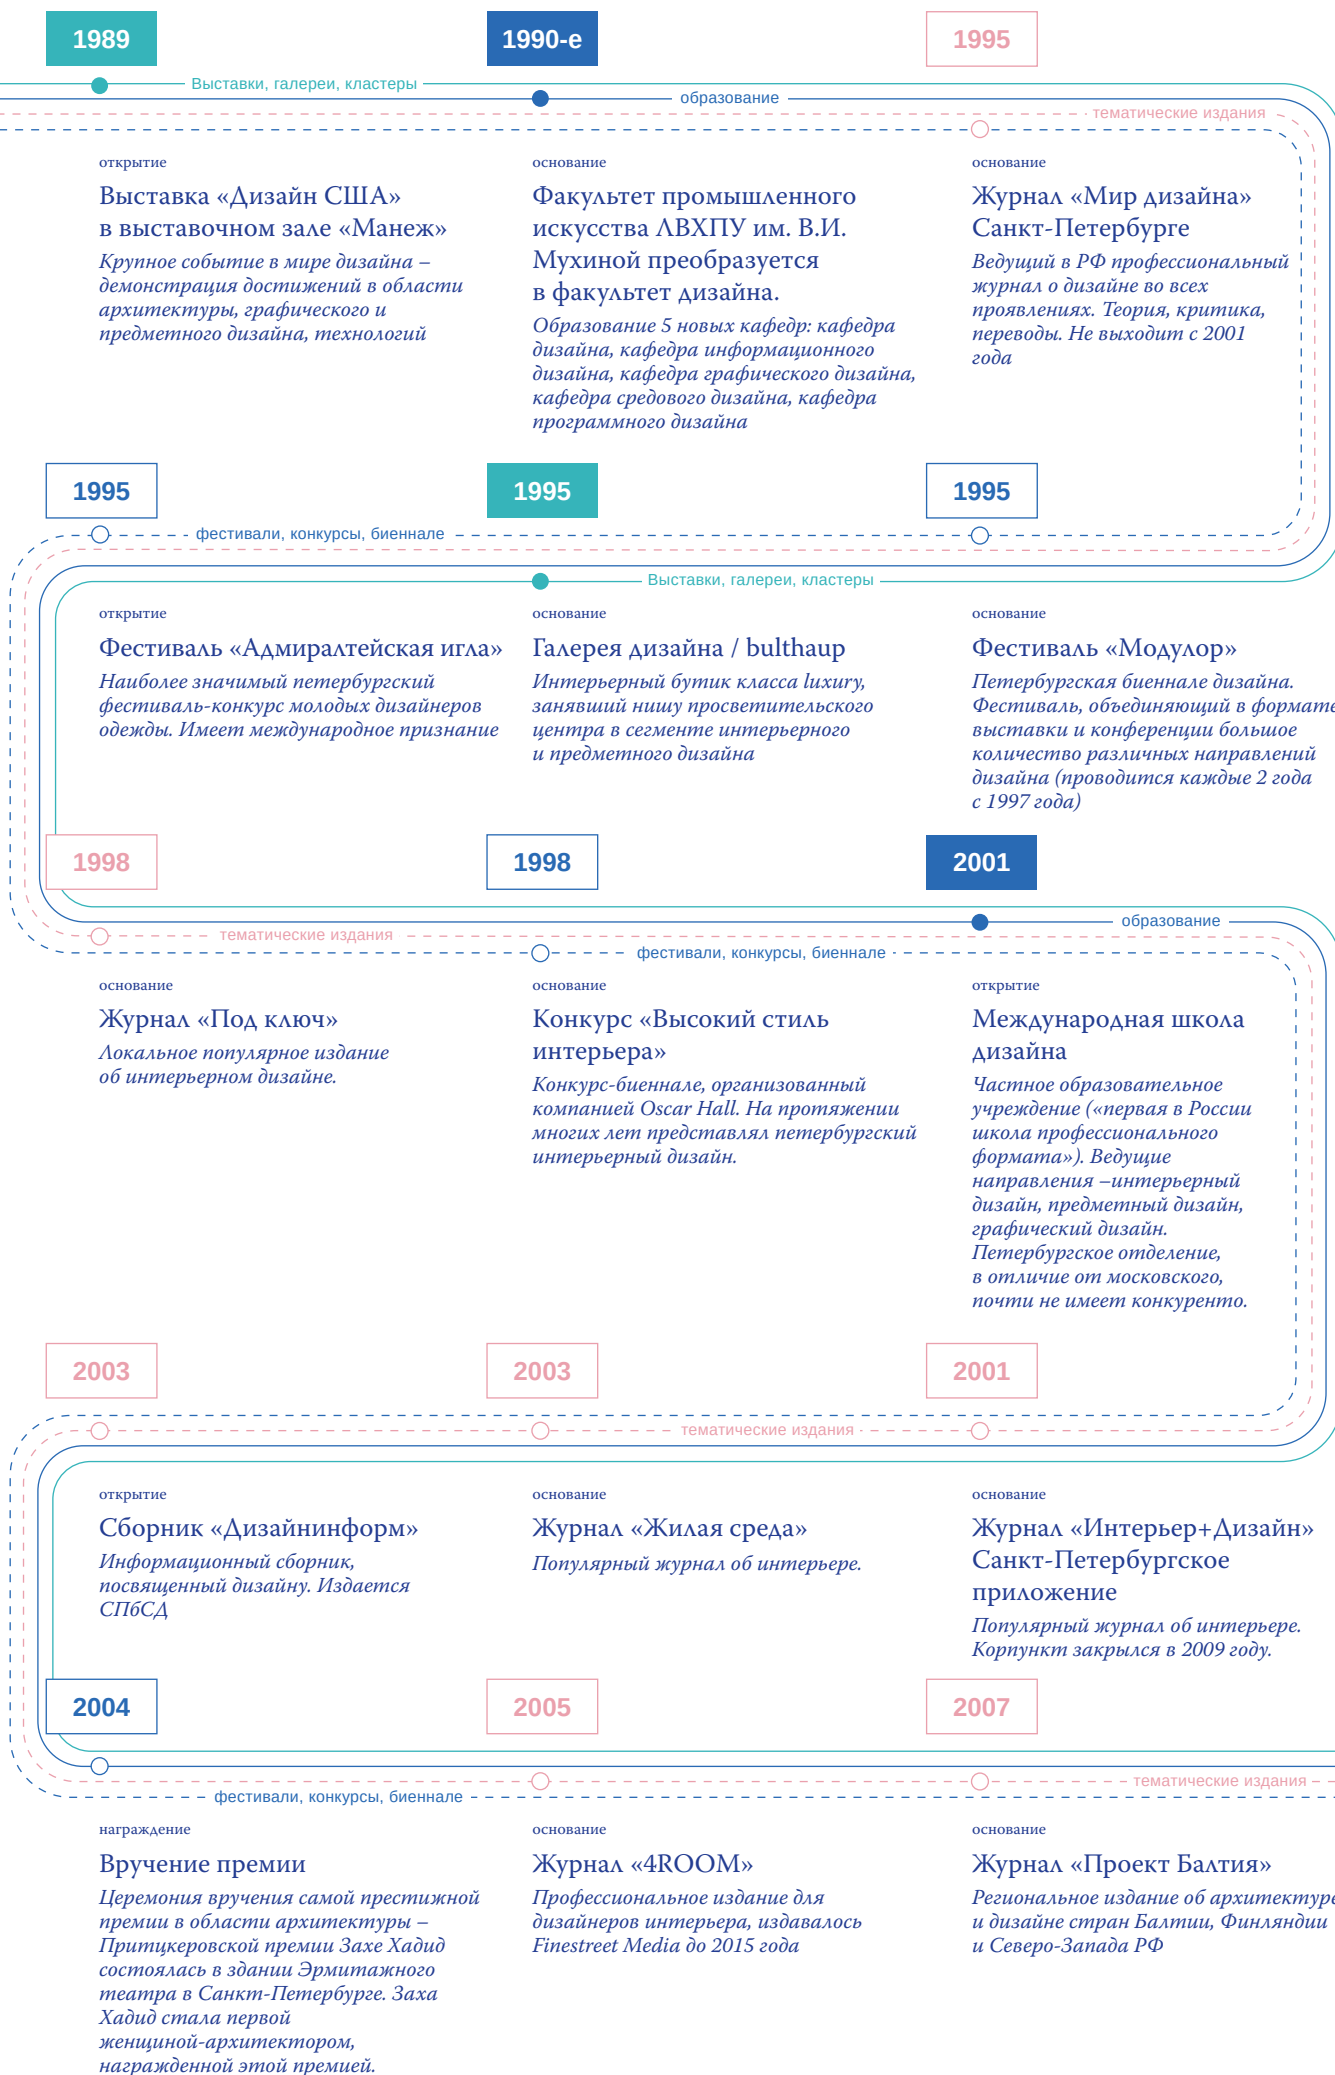 1989
1990-е
1995
Выставки, галереи, кластеры
образование
тематические издания
открытие
Выставка «Дизайн США»
в выставочном зале «Манеж»
Крупное событие в мире дизайна –
демонстрация достижений в области
архитектуры, графического и
предметного дизайна, технологий
основание
Факультет промышленного
искусства ЛВХПУ им. В.И.
Мухиной преобразуется
в факультет дизайна.
Образование 5 новых кафедр: кафедра
дизайна, кафедра информационного
дизайна, кафедра графического дизайна,
кафедра средового дизайна, кафедра
программного дизайна
основание
Журнал «Мир дизайна»
Санкт-Петербурге
Ведущий в РФ профессиональный
журнал о дизайне во всех
проявлениях. Теория, критика,
переводы. Не выходит с 2001
года
1995
1995
1995
фестивали, конкурсы, биеннале
Выставки, галереи, кластеры
открытие
Фестиваль «Адмиралтейская игла»
Наиболее значимый петербургский
фестиваль-конкурс молодых дизайнеров
одежды. Имеет международное признание
основание
Галерея дизайна / bulthaup
Интерьерный бутик класса luxury,
занявший нишу просветительского
центра в сегменте интерьерного
и предметного дизайна
основание
Фестиваль «Модулор»
Петербургская биеннале дизайна.
Фестиваль, объединяющий в формате
выставки и конференции большое
количество различных направлений
дизайна (проводится каждые 2 года
с 1997 года)
1998
1998
2001
образование
тематические издания
фестивали, конкурсы, биеннале
основание
Журнал «Под ключ»
Локальное популярное издание
об интерьерном дизайне.
основание
Конкурс «Высокий стиль
интерьера»
Конкурс-биеннале, организованный
компанией Oscar Hall. На протяжении
многих лет представлял петербургский
интерьерный дизайн.
открытие
Международная школа
дизайна
Частное образовательное
учреждение («первая в России
школа профессионального
формата»). Ведущие
направления –интерьерный
дизайн, предметный дизайн,
графический дизайн.
Петербургское отделение,
в отличие от московского,
почти не имеет конкуренто.
2003
2003
2001
тематические издания
открытие
Сборник «Дизайнинформ»
Информационный сборник,
посвященный дизайну. Издается
СПбСД
основание
Журнал «Жилая среда»
Популярный журнал об интерьере.
основание
Журнал «Интерьер+Дизайн»
Санкт-Петербургское
приложение
Популярный журнал об интерьере.
Корпункт закрылся в 2009 году.
2004
2005
2007
тематические издания
фестивали, конкурсы, биеннале
награждение
Вручение премии
Церемония вручения самой престижной
премии в области архитектуры –
Притцкеровской премии Захе Хадид
состоялась в здании Эрмитажного
театра в Санкт-Петербурге. Заха
Хадид стала первой
женщиной-архитектором,
награжденной этой премией.
основание
Журнал «4ROOM»
Профессиональное издание для
дизайнеров интерьера, издавалось
Finestreet Media до 2015 года
основание
Журнал «Проект Балтия»
Региональное издание об архитектуре
и дизайне стран Балтии, Финляндии
и Северо-Запада РФ